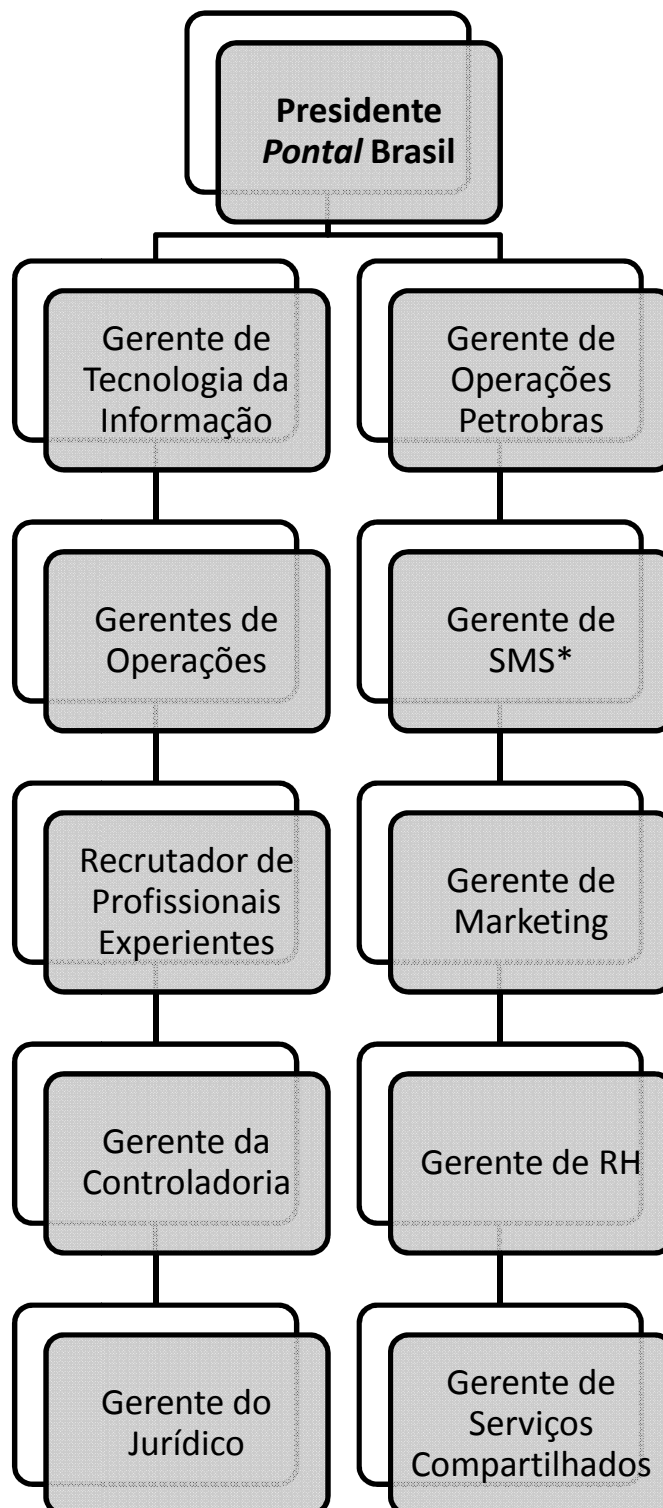 Presidente
Pontal Brasil
Gerente de
Tecnologia da
Informação
Gerente de
Operações
Petrobras
Gerentes de
Operações
Gerente de
SMS*
Recrutador de
Profissionais
Experientes
Gerente de
Marketing
Gerente da
Controladoria
Gerente de RH
Gerente do
Jurídico
Gerente de
Serviços
Compartilhados